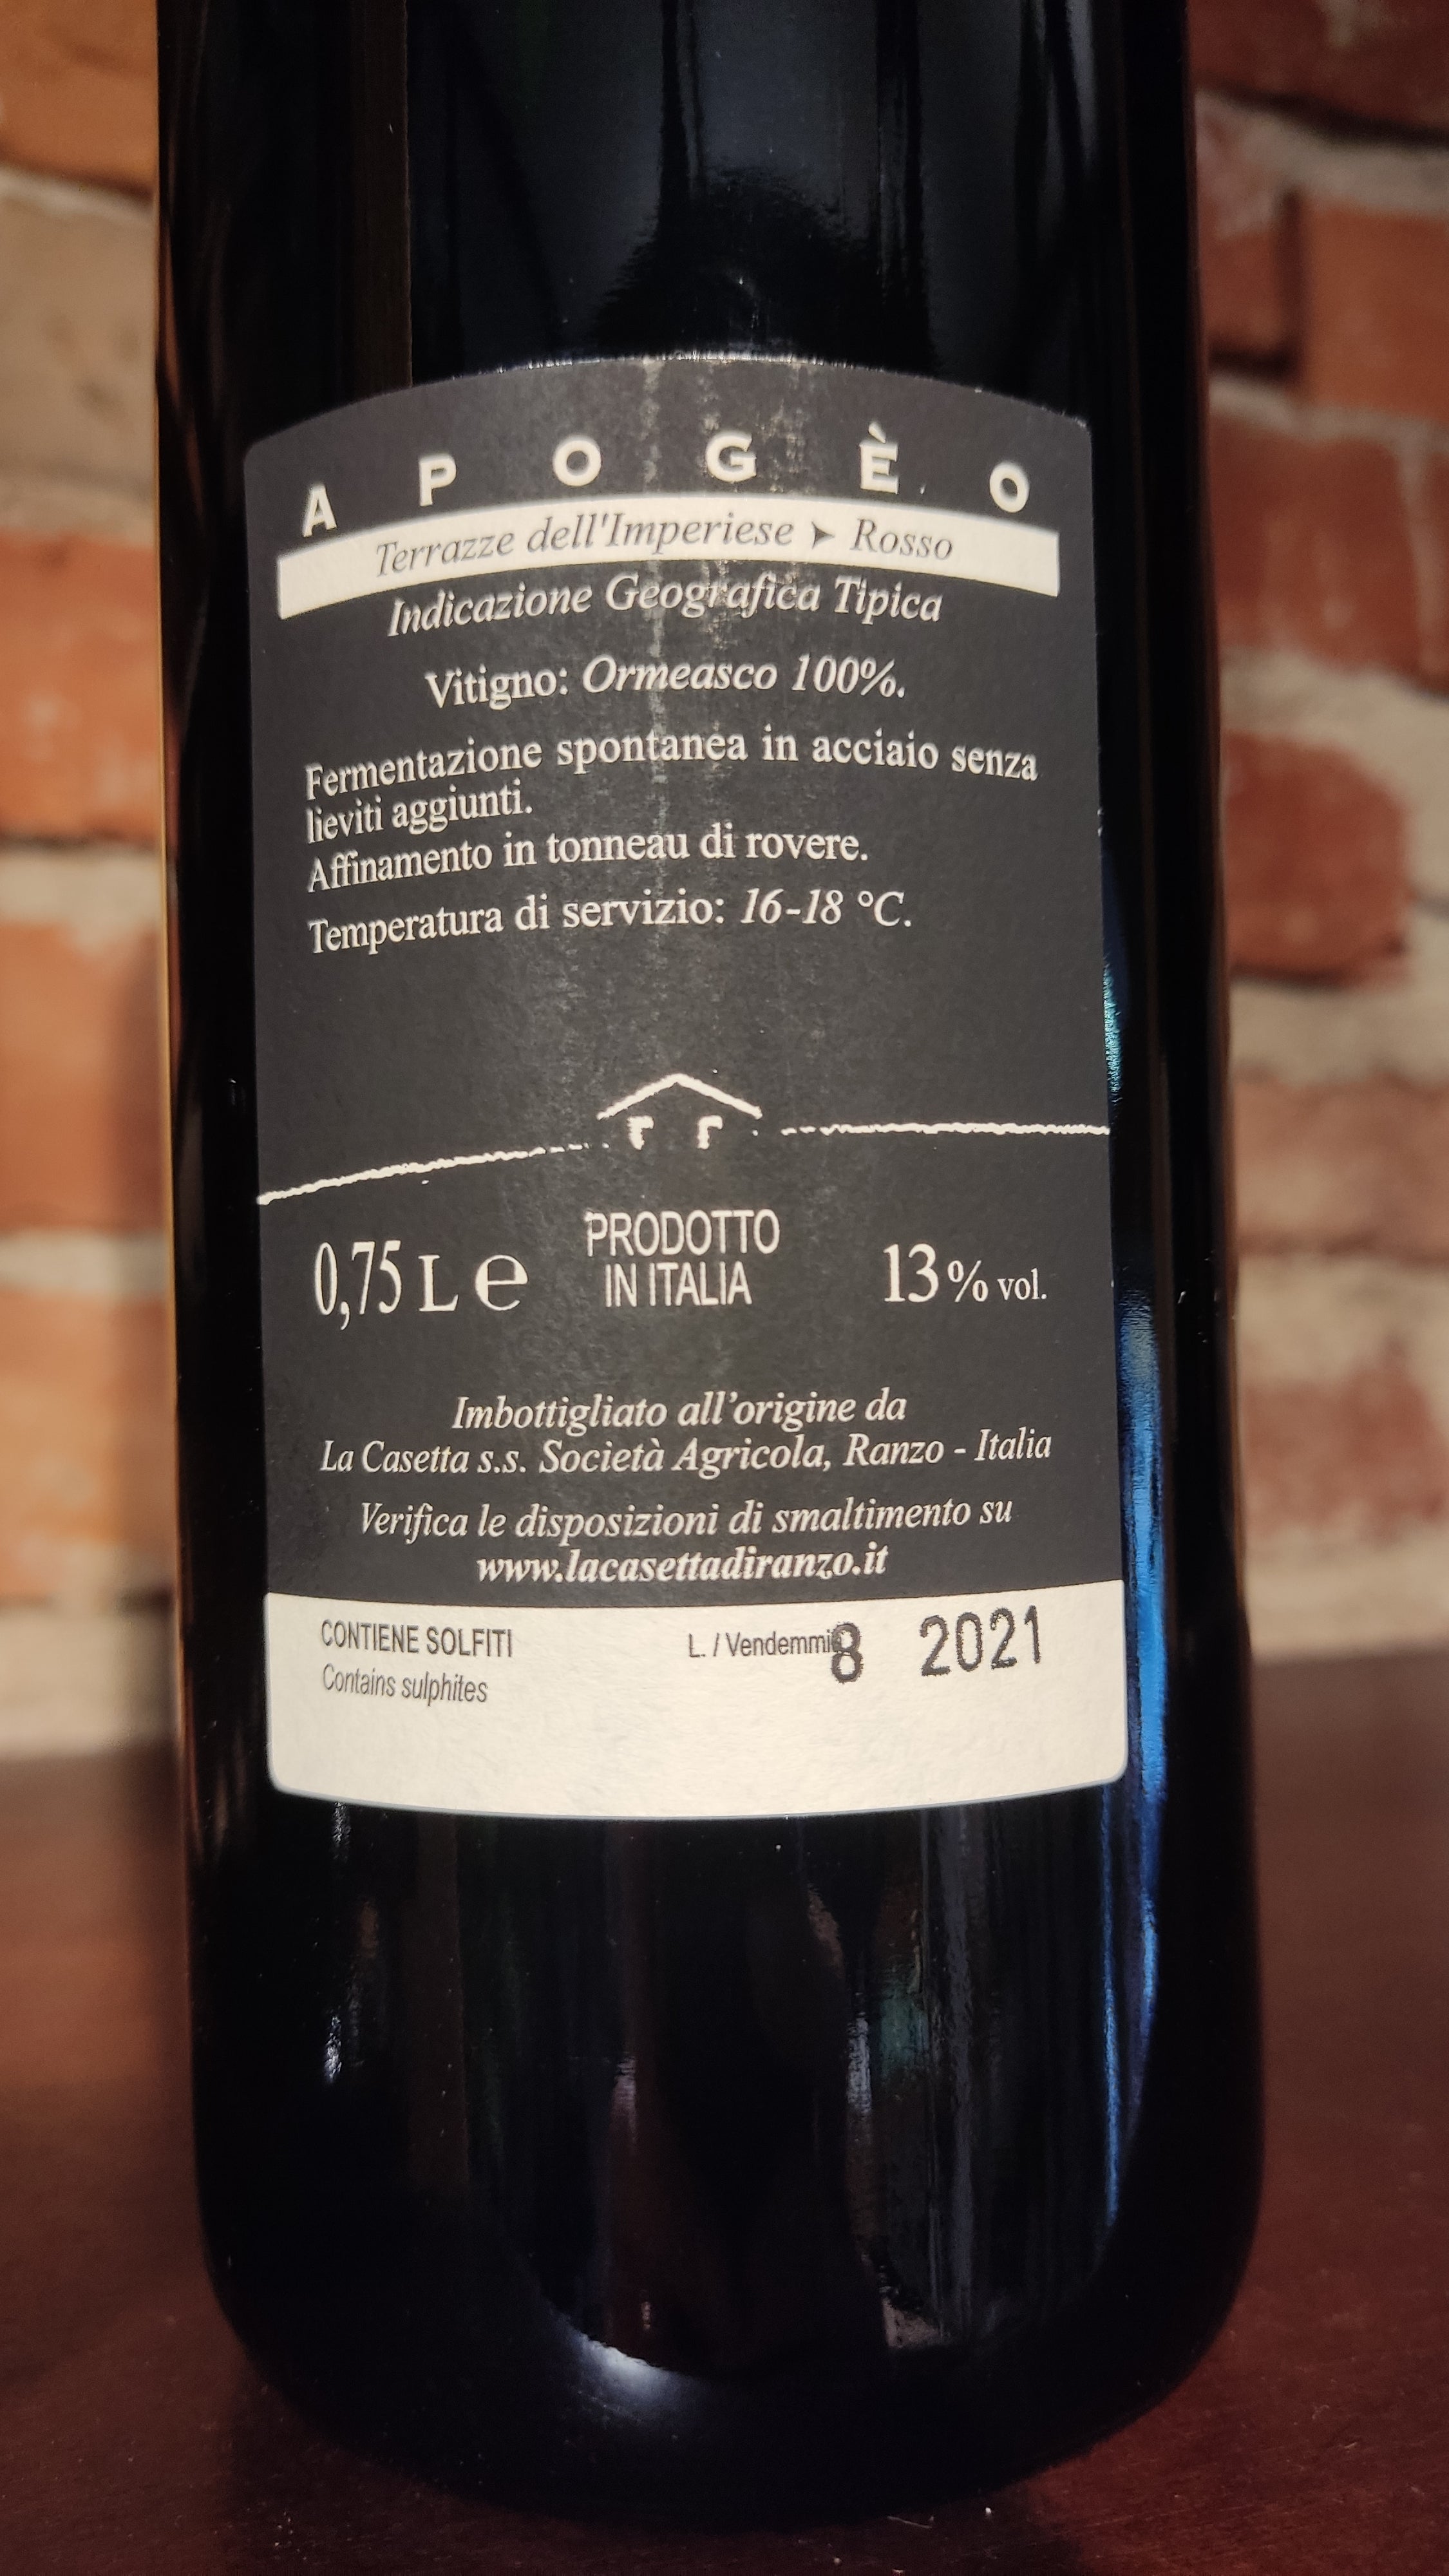 APOGÈO
Terrazze dell'Imperiese ➤ Rosso
Indicazione Geografica Tipica
Vitigno: Ormeasco 100%.
Fermentazione spontanea in acciaio senza
lieviti aggiunti.
Affinamento in tonneau di rovere.
Temperatura di servizio: 16-18 °C.
0,75 L e PRODOTTO IN ITALIA 13% vol.
Imbottigliato all'origine da
La Casetta s.s. Società Agricola, Ranzo - Italia
Verifica le disposizioni di smaltimento su
www.lacasettadiranzo.it
CONTIENE SOLFITI L. / Vendemmia 8 2021
Contains sulphites